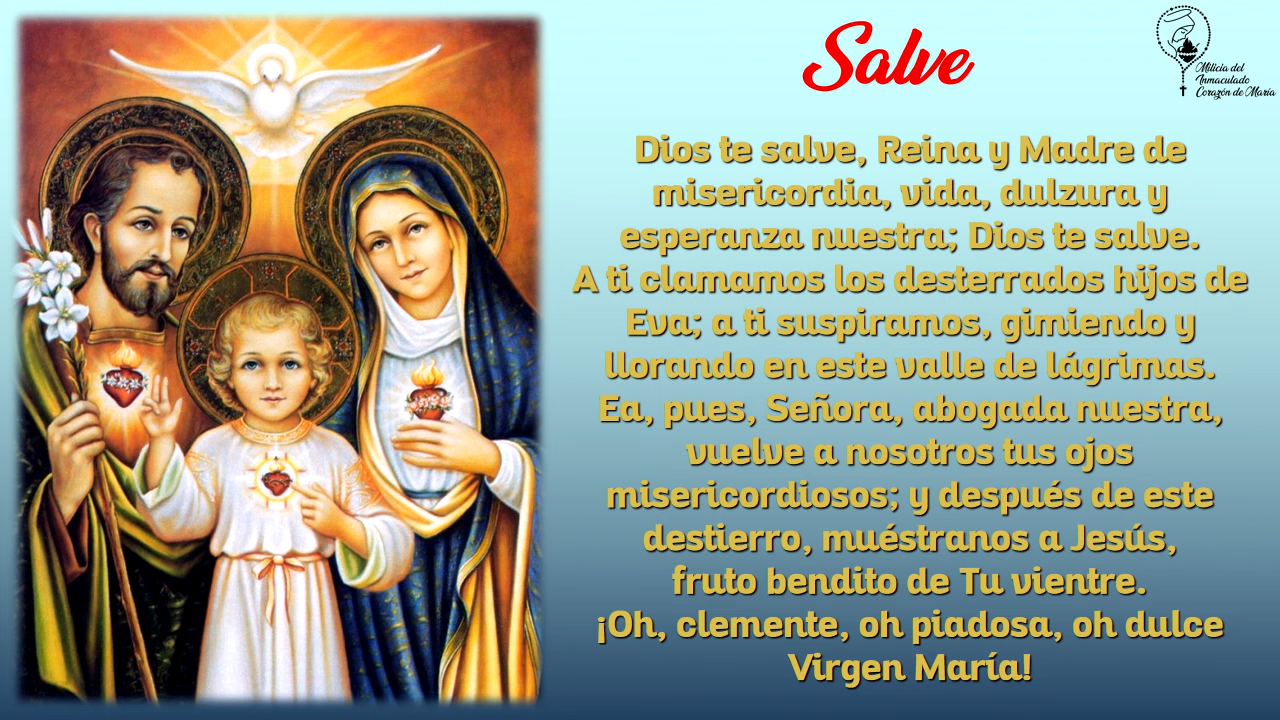 Salve
Milicia del
Inmaculado
Corazón de María
Dios te salve, Reina y Madre de
misericordia, vida, dulzura y
esperanza nuestra; Dios te salve.
A ti clamamos los desterrados hijos de
Eva; a ti suspiramos, gimiendo y
llorando en este valle de lágrimas.
Ea, pues, Señora, abogada nuestra,
vuelve a nosotros tus ojos
misericordiosos; y después de este
destierro, muéstranos a Jesús,
fruto bendito de Tu vientre.
¡Oh, clemente, oh piadosa, oh dulce
Virgen María!